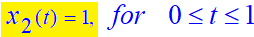 x₂(t) = 1, for 0 ≤ t ≤ 1